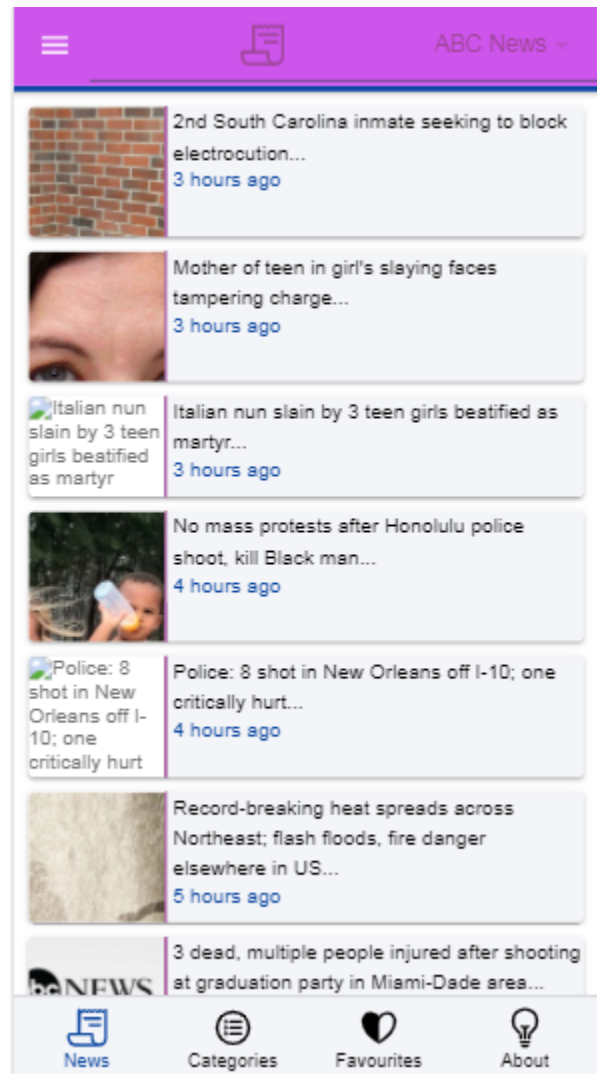 ABC News
2nd South Carolina inmate seeking to block
electrocution...
3 hours ago
Mother of teen in girl's slaying faces
tampering charge...
3 hours ago
Italian nun
slain by 3 teen
girls beatified
as martyr
Italian nun slain by 3 teen girls beatified as
martyr...
3 hours ago
No mass protests after Honolulu police
shoot, kill Black man...
4 hours ago
Police: 8
shot in New
Orleans off I-
10; one
critically hurt
Police: 8 shot in New Orleans off I-10; one
critically hurt...
4 hours ago
Record-breaking heat spreads across
Northeast; flash floods, fire danger
elsewhere in US...
5 hours ago
bc NEWS
3 dead, multiple people injured after shooting
at graduation party in Miami-Dade area...
News
Categories
Favourites
About